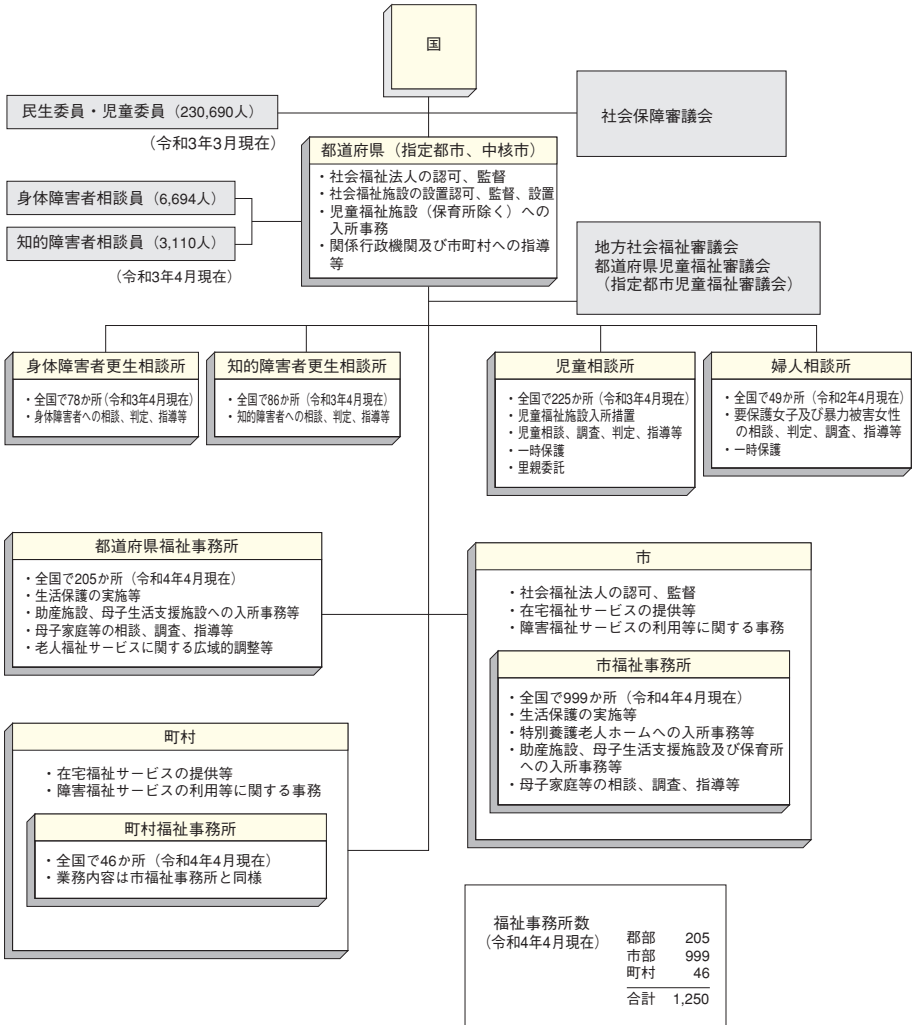 国
民生委員・児童委員（230,690人）
（令和3年3月現在）
社会保障審議会
都道府県（指定都市、中核市）
・社会福祉法人の認可、監督
・社会福祉施設の設置認可、監督、設置
・児童福祉施設（保育所除く）への
入所事務
・関係行政機関及び市町村への指導
等
身体障害者相談員（6,694人）
知的障害者相談員（3,110人）
（令和3年4月現在）
地方社会福祉審議会
都道府県児童福祉審議会
（指定都市児童福祉審議会）
身体障害者更生相談所
・全国で78か所（令和3年4月現在）
・身体障害者への相談、判定、指導等
知的障害者更生相談所
・全国で86か所（令和3年4月現在）
・知的障害者への相談、判定、指導等
児童相談所
・全国で225か所（令和3年4月現在）
・児童福祉施設入所措置
・児童相談、調査、判定、指導等
・一時保護
・里親委託
婦人相談所
・全国で49か所（令和2年4月現在）
・要保護女子及び暴力被害女性
の相談、判定、調査、指導等
・一時保護
都道府県福祉事務所
・全国で205か所（令和4年4月現在）
・生活保護の実施等
・助産施設、母子生活支援施設への入所事務等
・母子家庭等の相談、調査、指導等
・老人福祉サービスに関する広域的調整等
市
・社会福祉法人の認可、監督
・在宅福祉サービスの提供等
・障害福祉サービスの利用等に関する事務
市福祉事務所
・全国で999か所（令和4年4月現在）
・生活保護の実施等
・特別養護老人ホームへの入所事務等
・助産施設、母子生活支援施設及び保育所
への入所事務等
・母子家庭等の相談、調査、指導等
町村
・在宅福祉サービスの提供等
・障害福祉サービスの利用等に関する事務
町村福祉事務所
・全国で46か所（令和4年4月現在）
・業務内容は市福祉事務所と同様
福祉事務所数
（令和4年4月現在）
郡部 205
市部 999
町村 46
合計 1,250